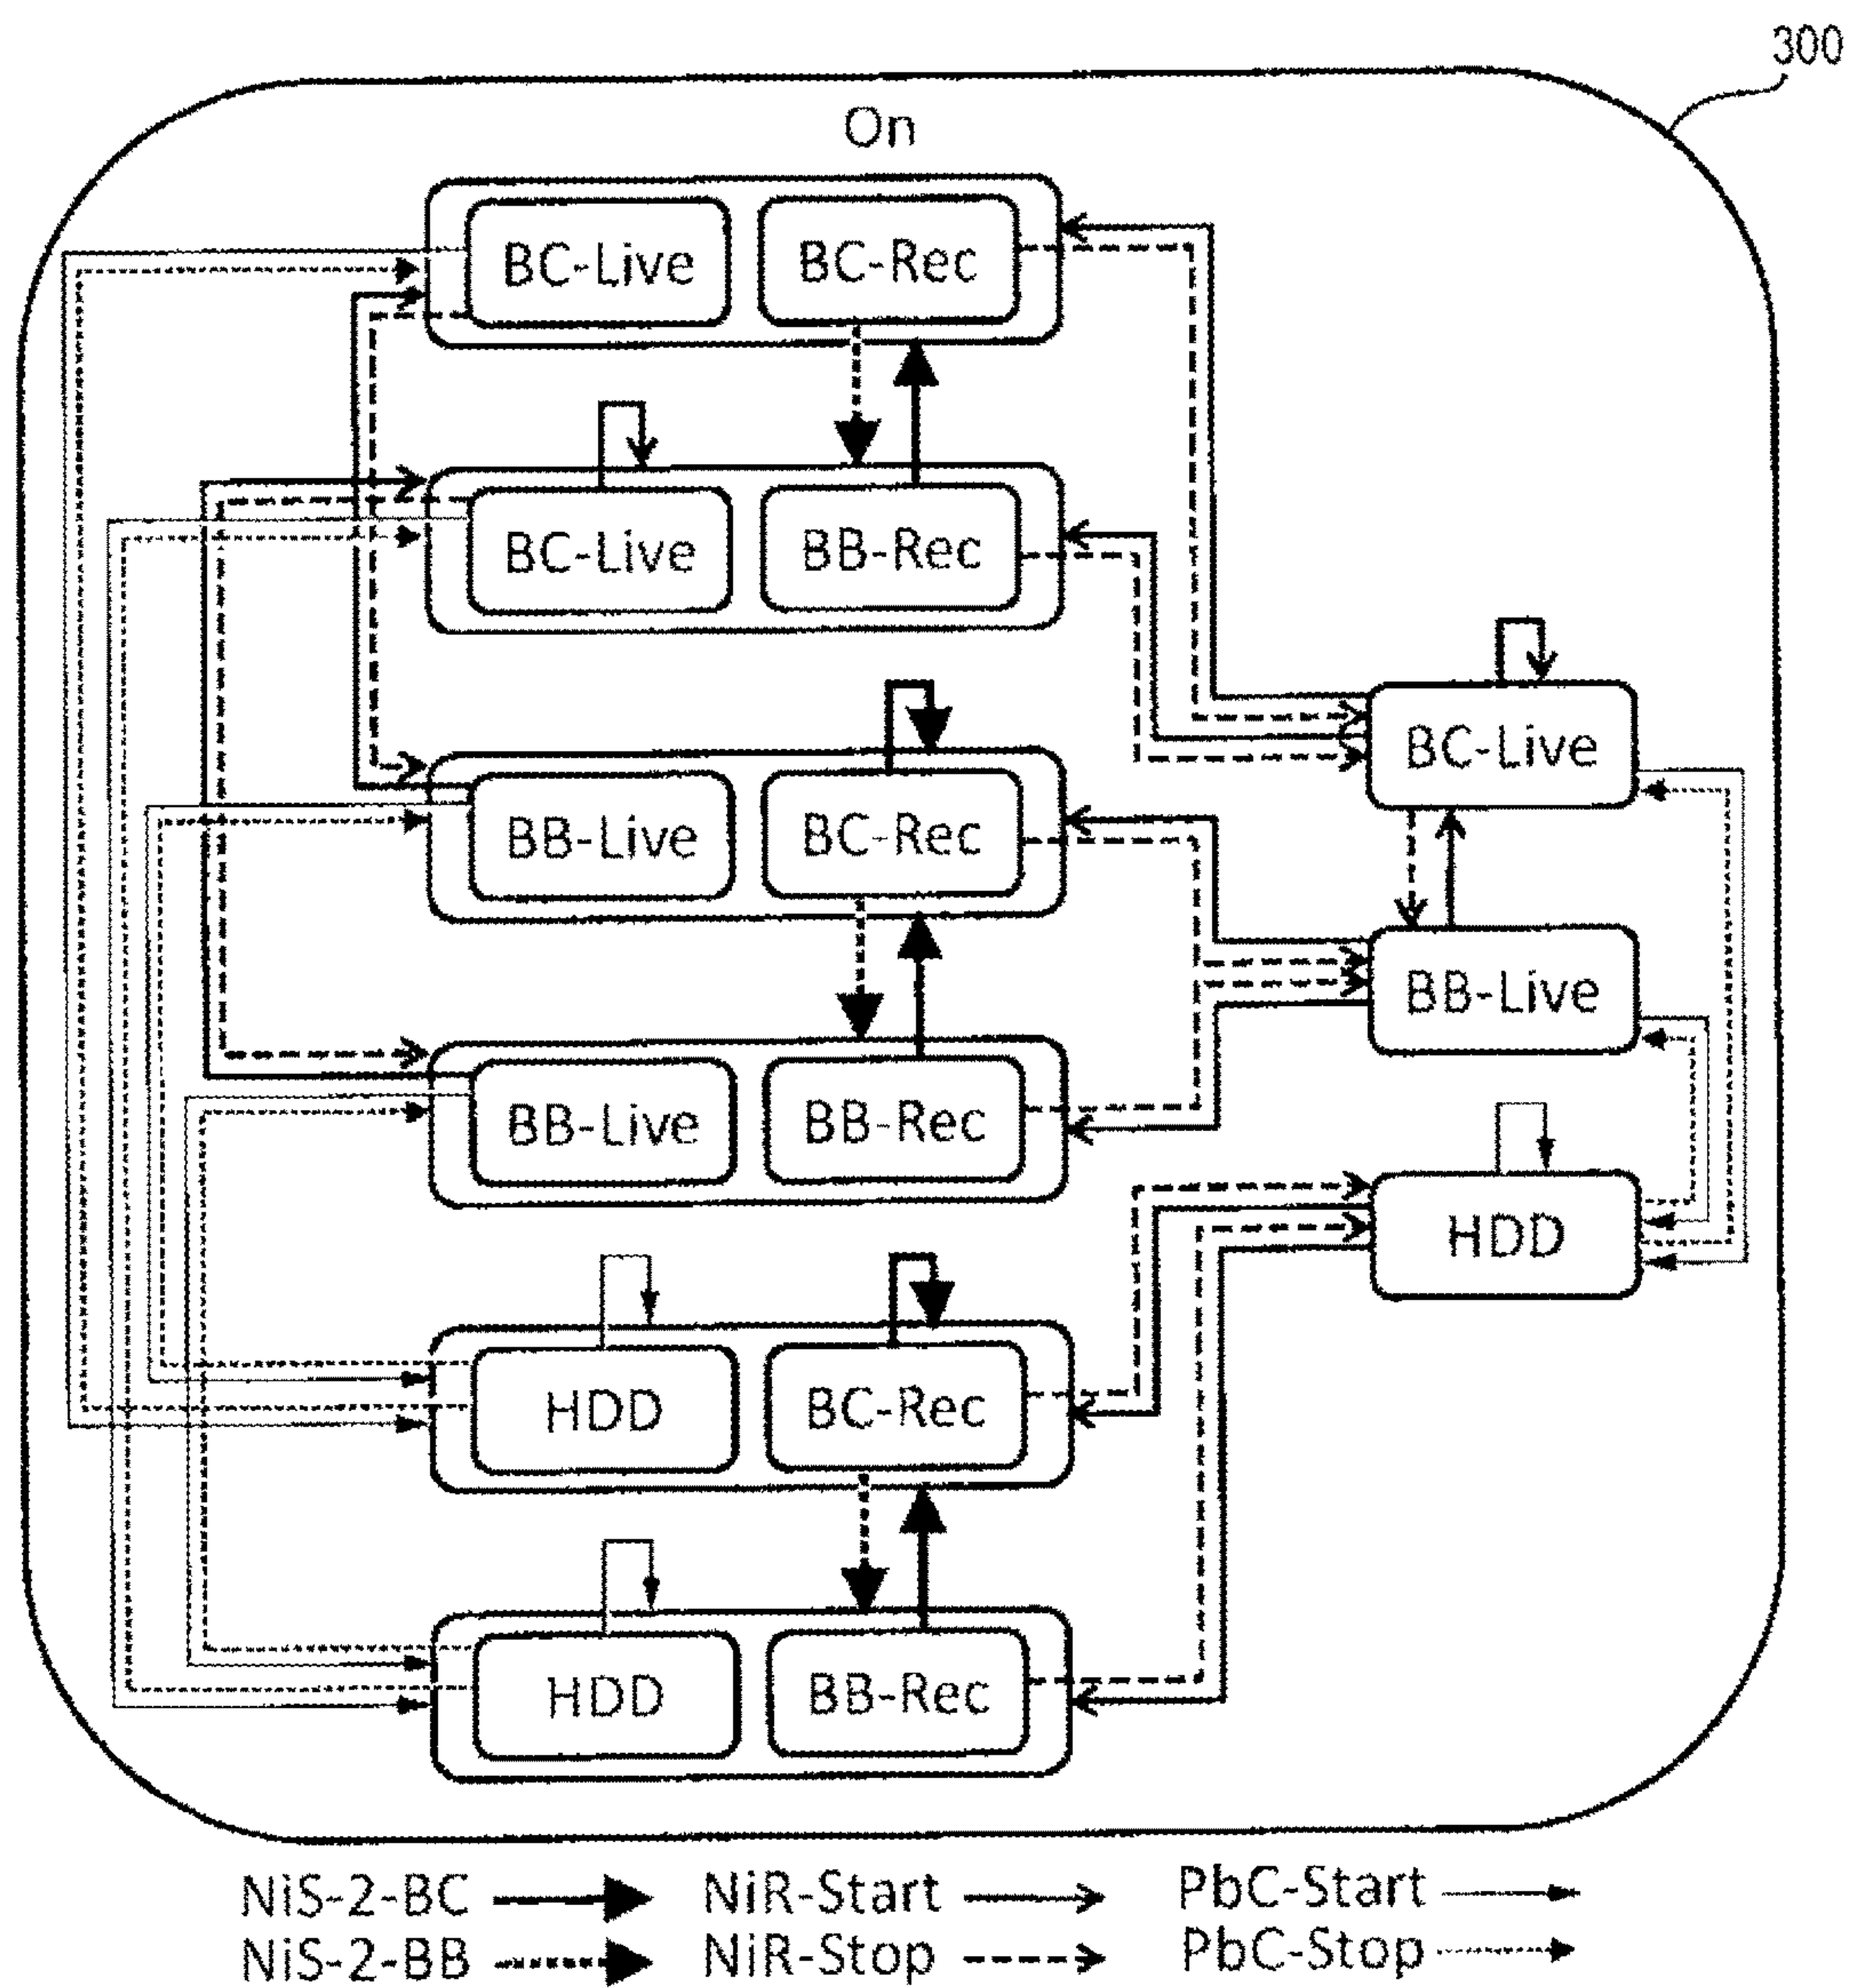 300
On
BC-Live BC-Rec
BC-Live BB-Rec
BC-Live
BB-Live BC-Rec
BB-Live
BB-Live BB-Rec
HDD
HDD BC-Rec
HDD BB-Rec
NiS-2-BC NiR-Start PbC-Start
NiS-2-BB NiR-Stop PbC-Stop